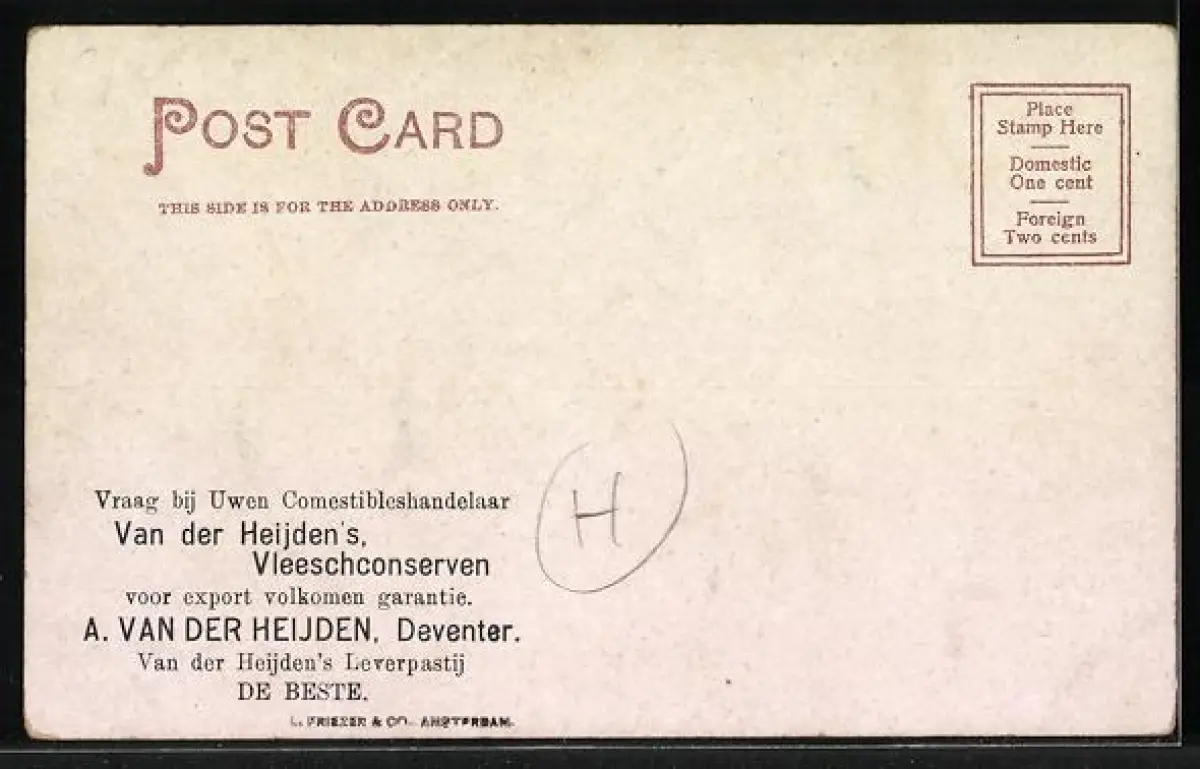 POST CARD
THIS SIDE IS FOR THE ADDRESS ONLY.
Place
Stamp Here
Domestic
One cent
Foreign
Two cents
Vraag bij Uwen Comestibleshandelaar
Van der Heijden's,
Vleeschconserven
voor export volkomen garantie.
A. VAN DER HEIJDEN, Deventer.
Van der Heijden's Leverpastij
DE BESTE.
H
& CO. AMSTERDAM.